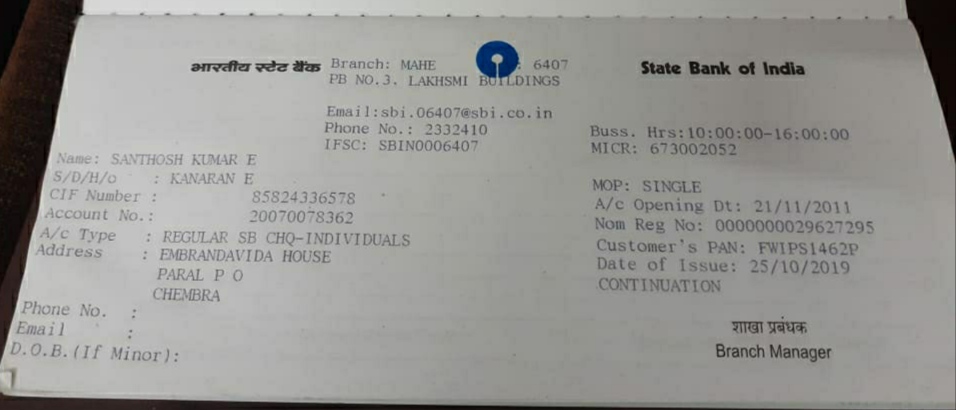 भारतीय स्टेट बैंक Branch: MAHE : 6407 State Bank of India
PB NO.3. LAKHSMI BUILDINGS
Email:sbi.06407@sbi.co.in
Phone No.: 2332410 Buss. Hrs:10:00:00-16:00:00
IFSC: SBIN0006407 MICR: 673002052
Name: SANTHOSH KUMAR E
S/D/H/o : KANARAN E MOP: SINGLE
CIF Number : 85824336578 A/c Opening Dt: 21/11/2011
Account No.: 20070078362 Nom Reg No: 0000000029627295
A/c Type : REGULAR SB CHQ-INDIVIDUALS Customer's PAN: FWIPS1462P
Address : EMBRANDAVIDA HOUSE Date of Issue: 25/10/2019
PARAL P O CONTINUATION
CHEMBRA
Phone No. :
Email :
D.O.B.(If Minor):
शाखा प्रबंधक
Branch Manager